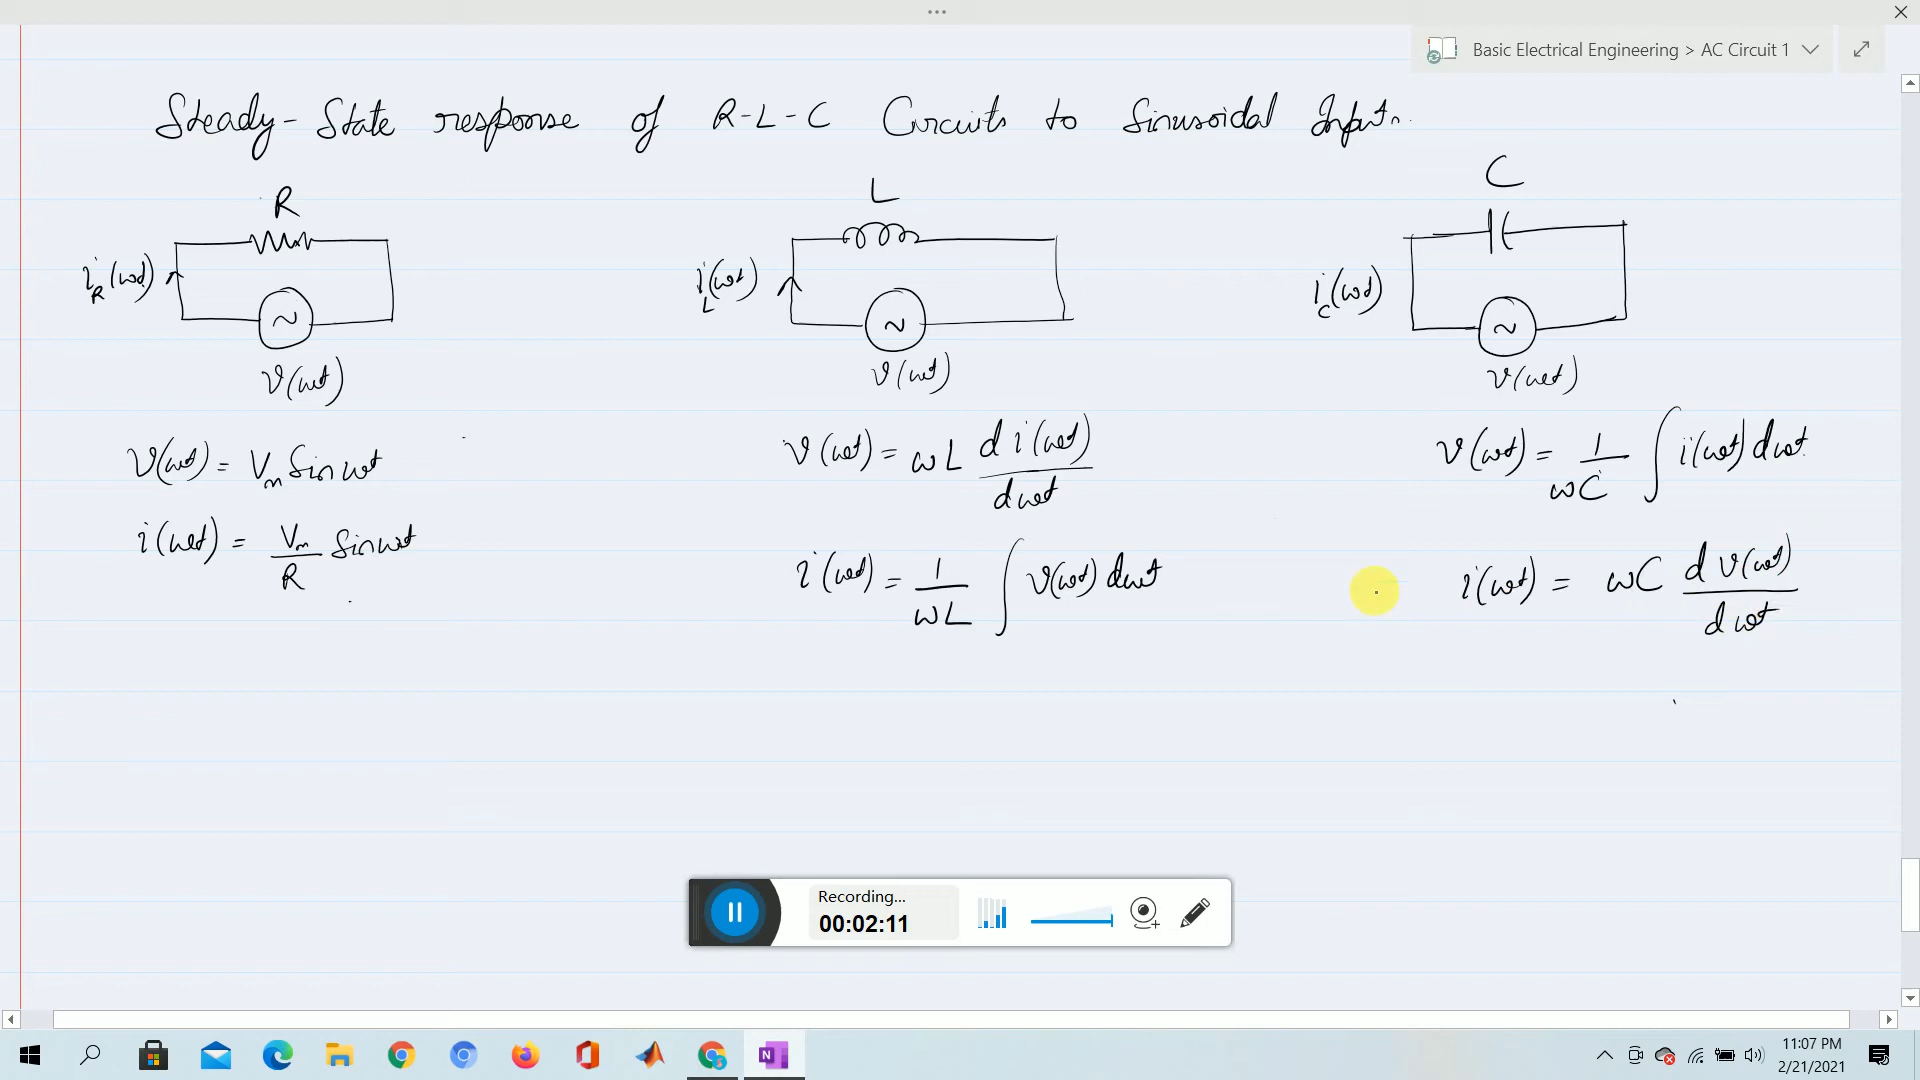 Basic Electrical Engineering > AC Circuit 1
Steady-State response of R-L-C Circuits to Sinusoidal Input.
R
i_R(ωt)
v(ωt)
v(ωt) = V_m Sin ωt
i(ωt) = V_m/R Sin ωt
L
i_L(ωt)
v(ωt)
v(ωt) = ωL d i(ωt)/dωt
i(ωt) = 1/ωL ∫ v(ωt) dωt
C
i_C(ωt)
v(ωt)
v(ωt) = 1/ωC ∫ i(ωt) dωt
i(ωt) = ωC d v(ωt)/dωt
Recording...
00:02:11
11:07 PM
2/21/2021